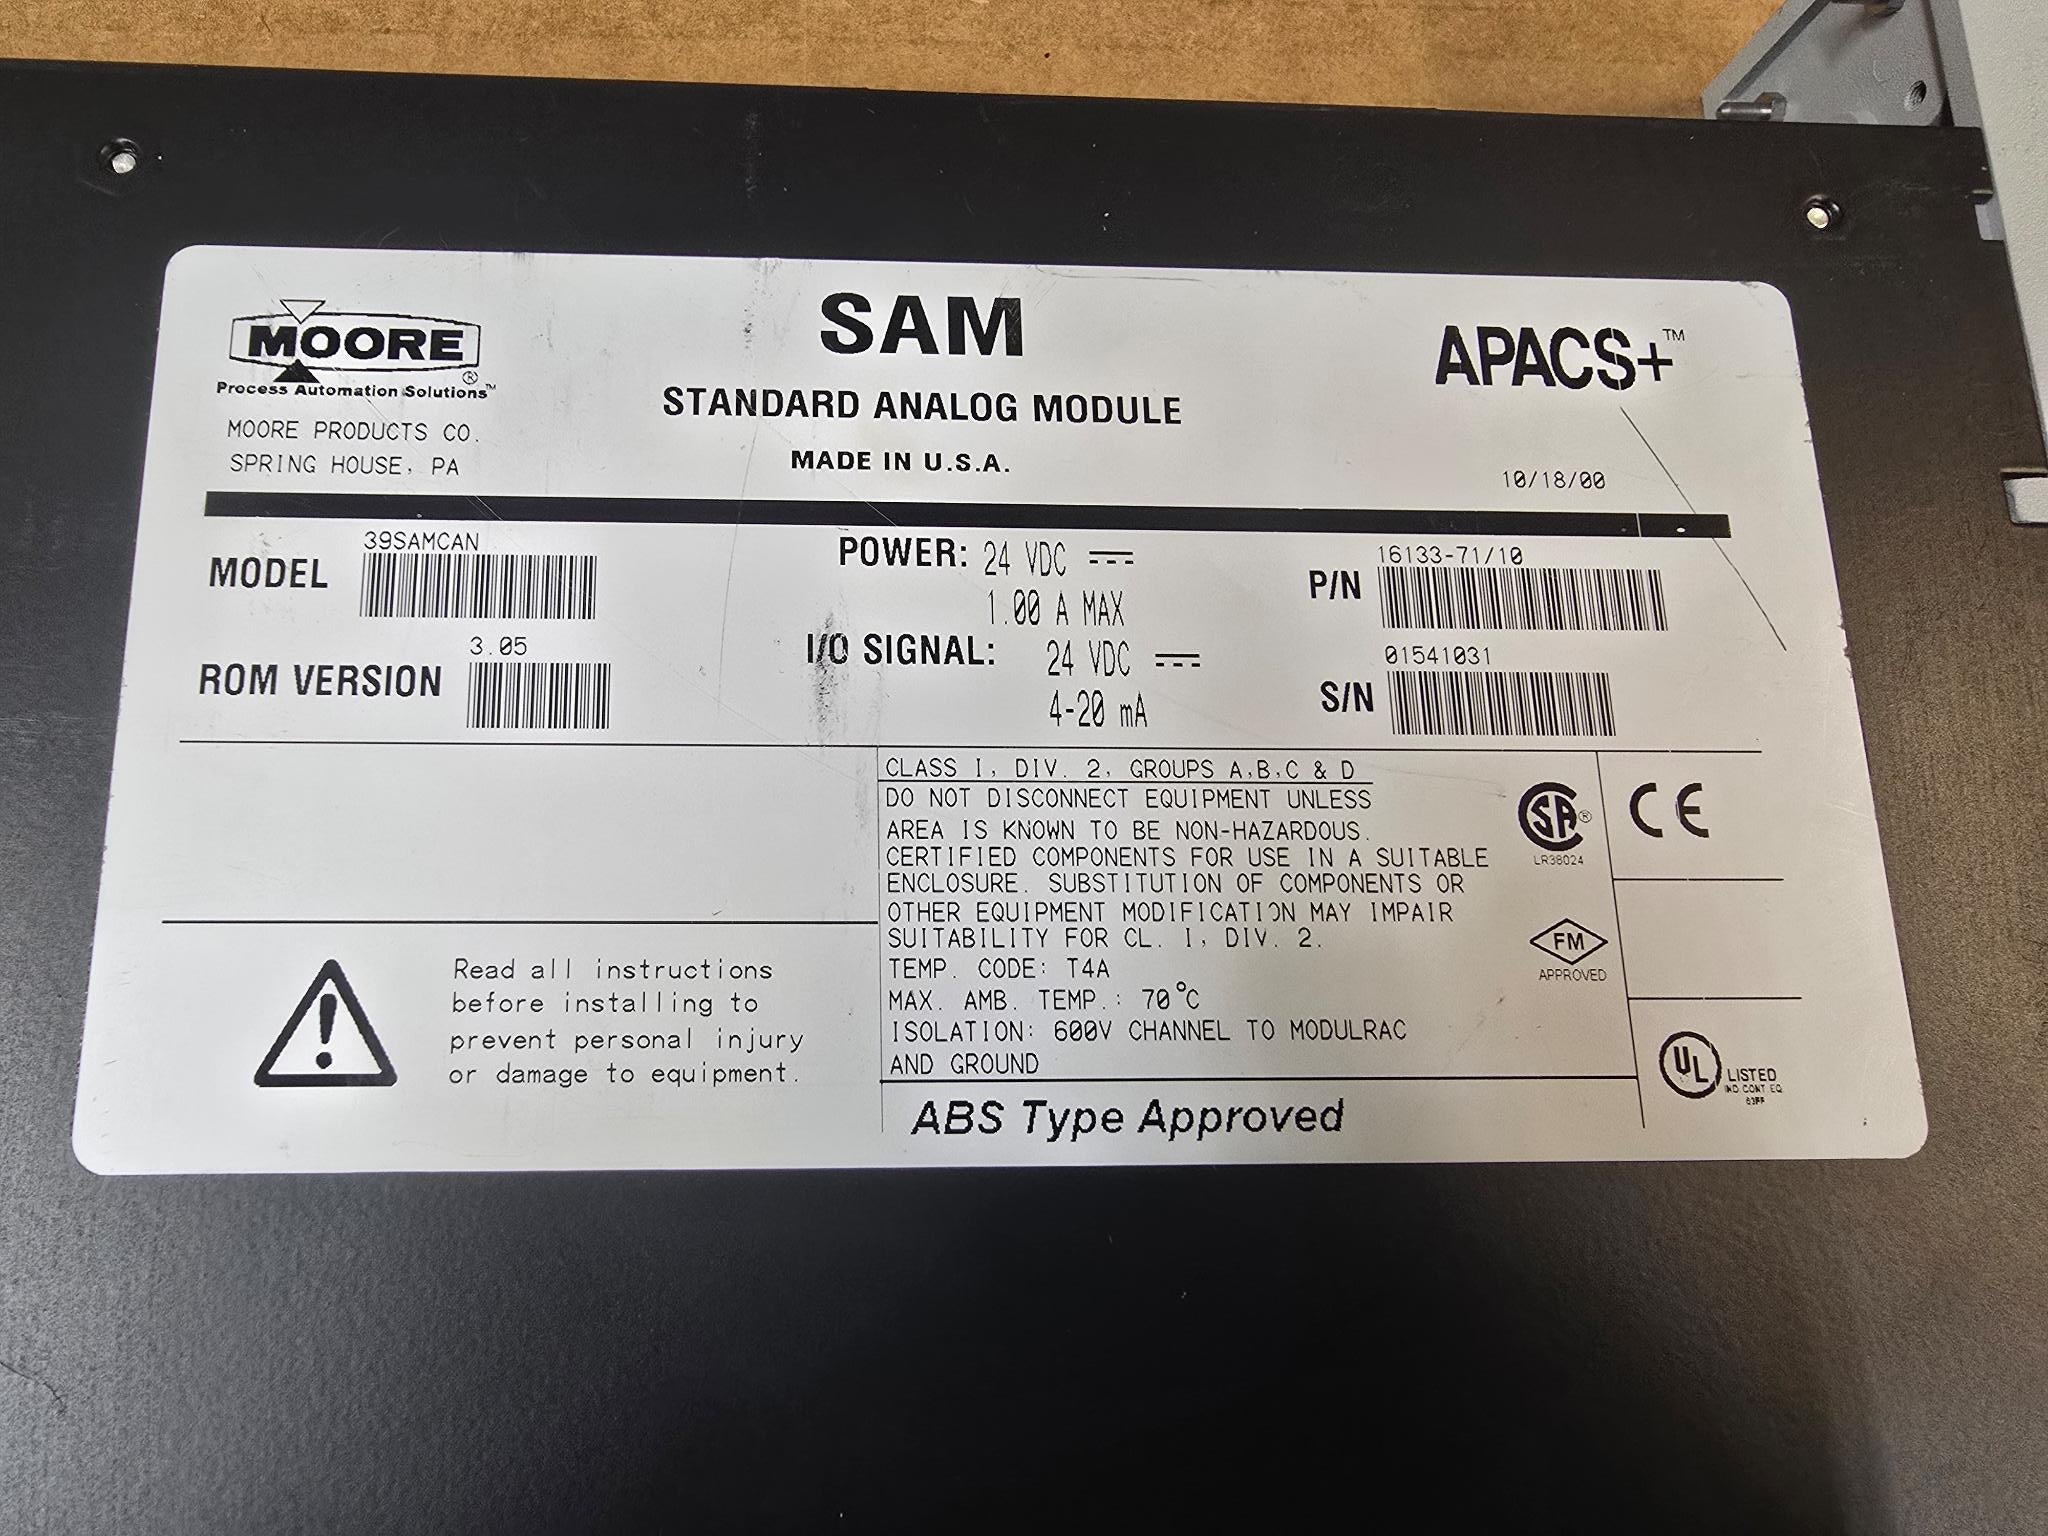 MOORE®
Process Automation Solutions™
MOORE PRODUCTS CO.
SPRING HOUSE, PA
SAM
STANDARD ANALOG MODULE
MADE IN U.S.A.
APACS+™
10/18/00
MODEL 39SAMCAN
ROM VERSION 3.05
POWER: 24 VDC
1.00 A MAX
I/O SIGNAL: 24 VDC
4-20 mA
P/N 16133-71/10
S/N 01541031
CLASS I, DIV. 2, GROUPS A,B,C & D
DO NOT DISCONNECT EQUIPMENT UNLESS
AREA IS KNOWN TO BE NON-HAZARDOUS.
CERTIFIED COMPONENTS FOR USE IN A SUITABLE
ENCLOSURE. SUBSTITUTION OF COMPONENTS OR
OTHER EQUIPMENT MODIFICATION MAY IMPAIR
SUITABILITY FOR CL. I, DIV. 2.
TEMP. CODE: T4A
MAX. AMB. TEMP.: 70°C
ISOLATION: 600V CHANNEL TO MODULRAC
AND GROUND
ABS Type Approved
SA®
LR38024
FM
APPROVED
CE
UL LISTED
IND CONT EQ
Read all instructions
before installing to
prevent personal injury
or damage to equipment.